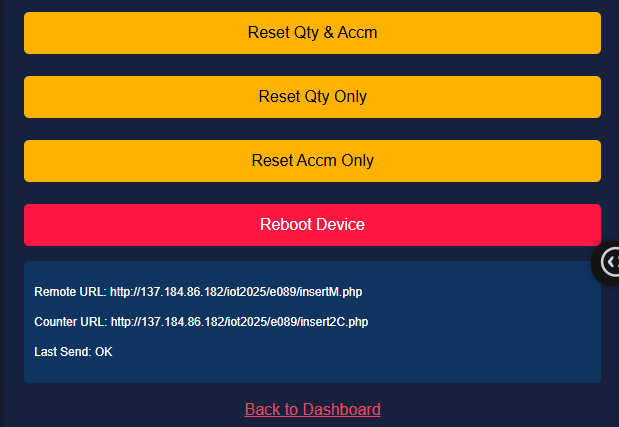 Reset Qty & Accm
Reset Qty Only
Reset Accm Only
Reboot Device
Remote URL: http://137.184.86.182/iot2025/e089/insertM.php
Counter URL: http://137.184.86.182/iot2025/e089/insert2C.php
Last Send: OK
Back to Dashboard